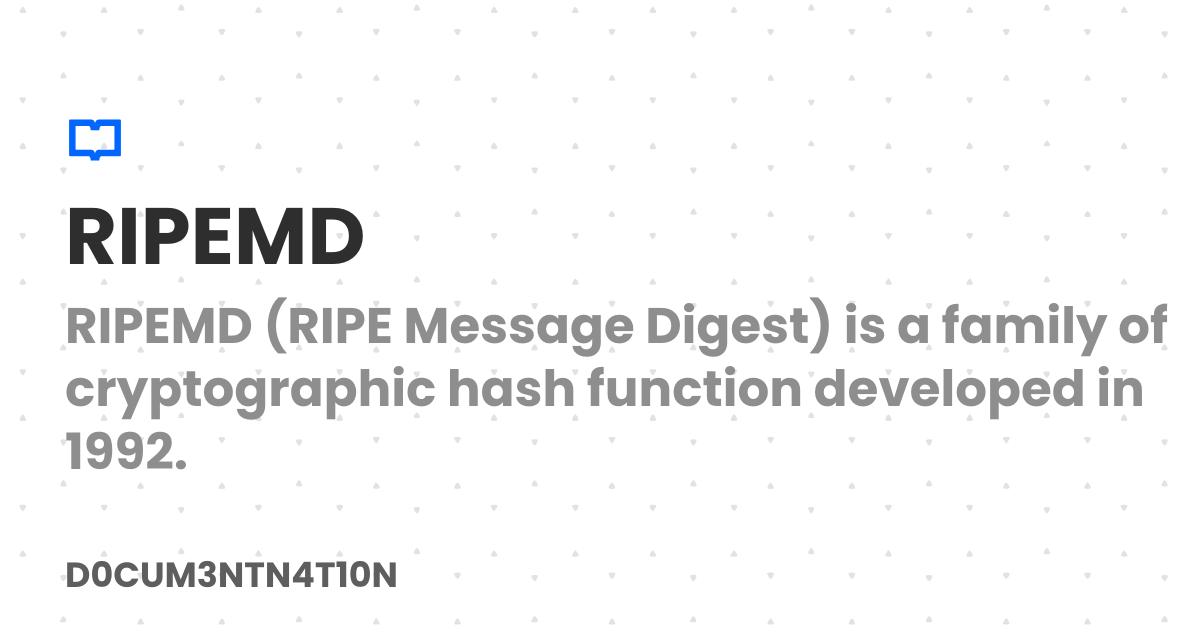 RIPEMD
RIPEMD (RIPE Message Digest) is a family of
cryptographic hash function developed in
1992.
D0CUM3NTN4T10N